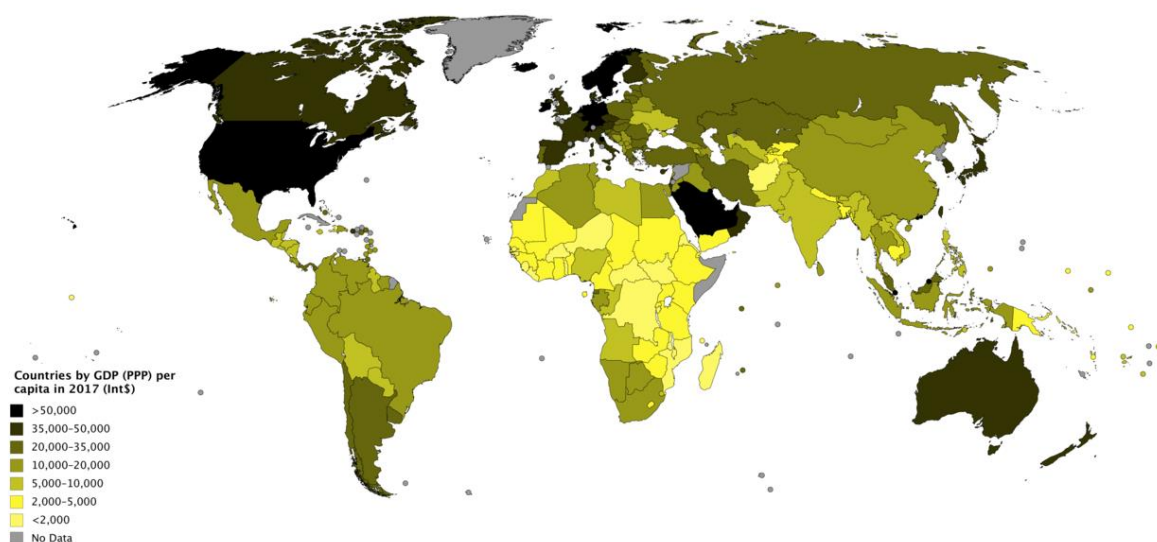 Countries by GDP (PPP) per
capita in 2017 (Int$)
>50,000
35,000–50,000
20,000–35,000
10,000–20,000
5,000–10,000
2,000–5,000
<2,000
No Data